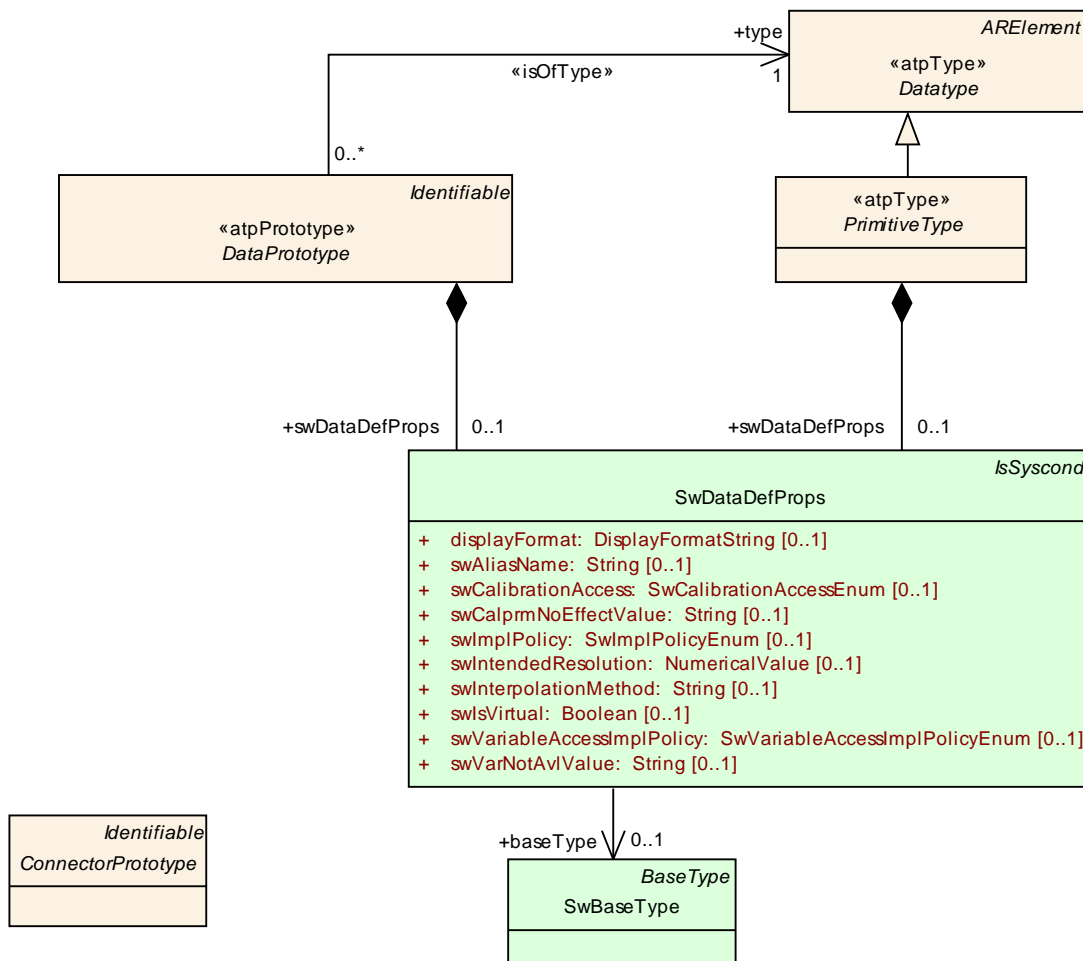 ARElement
+type
«atpType»
«isOfType»
1
Datatype
0..*
Identifiable
«atpPrototype»
DataPrototype
«atpType»
PrimitiveType
+swDataDefProps
0..1
+swDataDefProps
0..1
IsSyscond
SwDataDefProps
+ displayFormat: DisplayFormatString [0..1]
+ swAliasName: String [0..1]
+ swCalibrationAccess: SwCalibrationAccessEnum [0..1]
+ swCalprmNoEffectValue: String [0..1]
+ swImplPolicy: SwImplPolicyEnum [0..1]
+ swIntendedResolution: NumericalValue [0..1]
+ swInterpolationMethod: String [0..1]
+ swIsVirtual: Boolean [0..1]
+ swVariableAccessImplPolicy: SwVariableAccessImplPolicyEnum [0..1]
+ swVarNotAvlValue: String [0..1]
+baseType
0..1
Identifiable
ConnectorPrototype
BaseType
SwBaseType